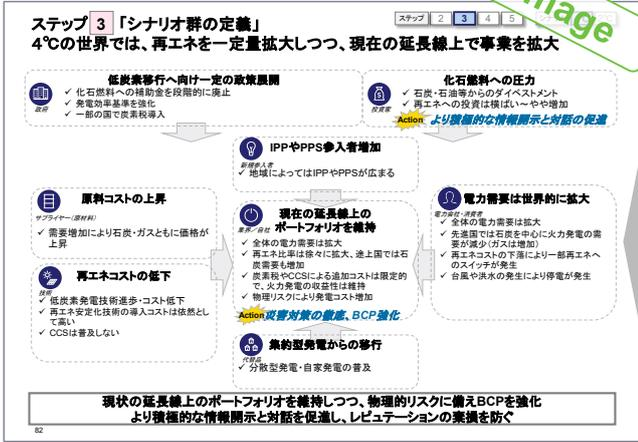 ステップ 3 「シナリオ群の定義」
ステップ 2 3 4 5
4℃の世界では、再エネを一定量拡大しつつ、現在の延長線上で事業を拡大
mage
低炭素移行へ向け一定の政策展開
政府
✓ 化石燃料への補助金を段階的に廃止
✓ 発電効率基準を強化
✓ 一部の国で炭素税導入
化石燃料への圧力
投資家
✓ 石炭・石油等からのダイベストメント
✓ 再エネへの投資は横ばい～やや増加
Action より積極的な情報開示と対話の促進
IPPやPPS参入者増加
新規参入者
✓ 地域によってはIPPやPPSが広まる
原料コストの上昇
サプライヤー(原材料)
✓ 需要増加により石炭・ガスともに価格が
上昇
再エネコストの低下
技術
✓ 低炭素発電技術進歩・コスト低下
✓ 再エネ安定化技術の導入コストは依然とし
て高い
✓ CCSは普及しない
現在の延長線上の
ポートフォリオを維持
業界/自社
✓ 全体の電力需要は拡大
✓ 再エネ比率は徐々に拡大、途上国では石
炭需要も増加
✓ 炭素税やCCSによる追加コストは限定的
で、火力発電の収益性は維持
✓ 物理リスクにより発電コスト増加
Action 災害対策の徹底、BCP強化
電力需要は世界的に拡大
電力会社・消費者
✓ 全体の電力需要は拡大
✓ 先進国では石炭を中心に火力発電の需
要が減少(ガスは増加)
✓ 再エネコストの下落により一部再エネへ
のスイッチが発生
✓ 台風や洪水の発生により停電が発生
集約型発電からの移行
代替品
✓ 分散型発電・自家発電の普及
現状の延長線上のポートフォリオを維持しつつ、物理的リスクに備えBCPを強化
より積極的な情報開示と対話を促進し、レピュテーションの棄損を防ぐ
82